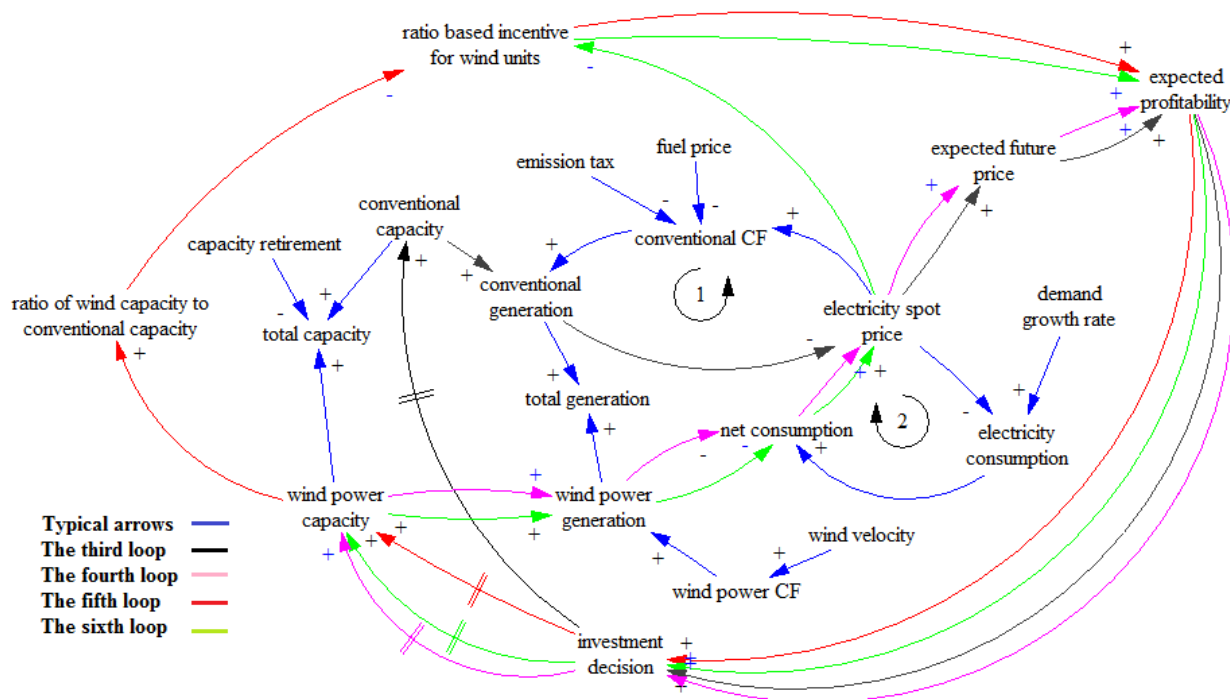 ratio based incentive
for wind units
expected
profitability
fuel price
emission tax
expected future
price
conventional
capacity
capacity retirement
conventional CF
ratio of wind capacity to
conventional capacity
total capacity
conventional
generation
1
electricity spot
price
demand
growth rate
total generation
net consumption
2
electricity
consumption
wind power
capacity
wind power
generation
wind velocity
wind power CF
investment
decision
Typical arrows
The third loop
The fourth loop
The fifth loop
The sixth loop